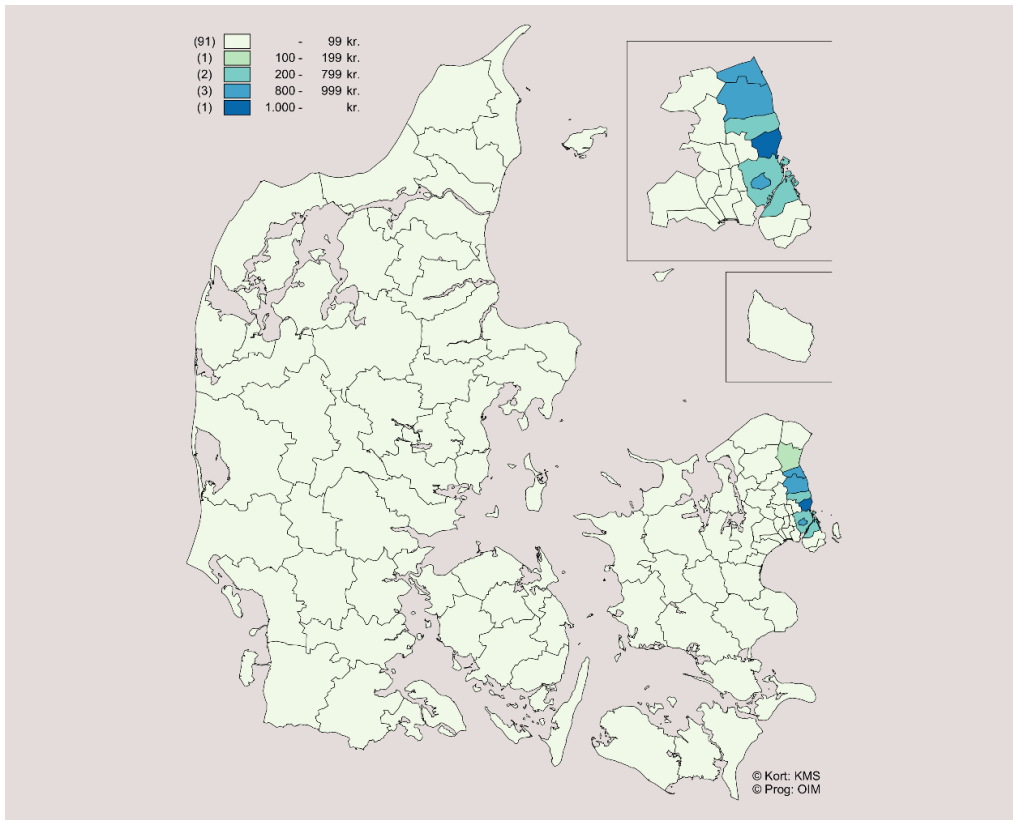 (91) - 99 kr.
(1) 100 - 199 kr.
(2) 200 - 799 kr.
(3) 800 - 999 kr.
(1) 1.000 - kr.
© Kort: KMS
© Prog: OIM